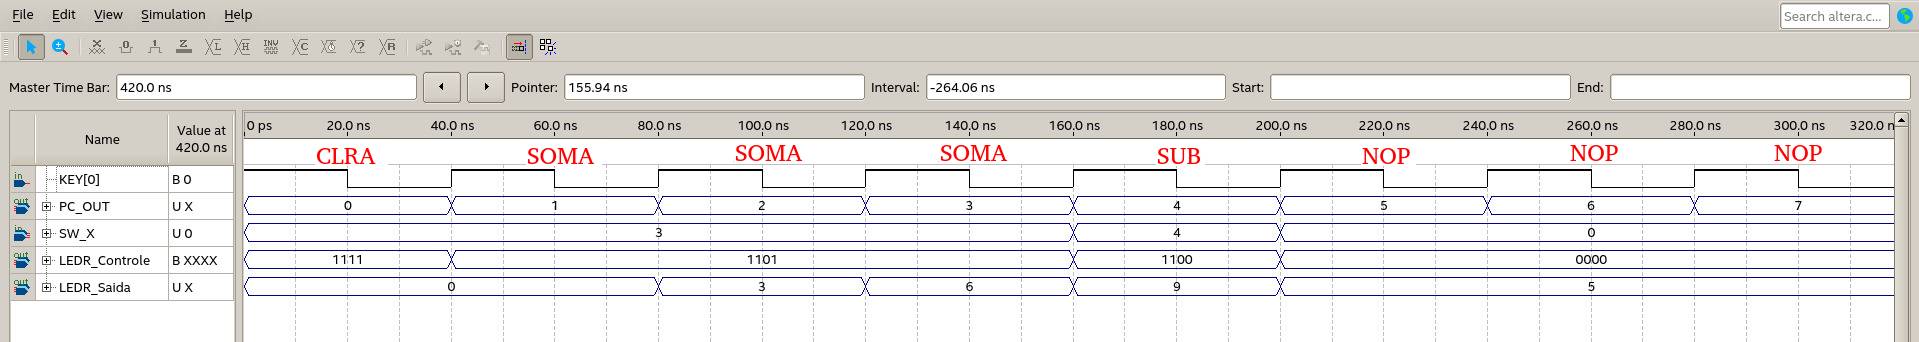 File Edit View Simulation Help Search altera.c...
Master Time Bar: 420.0 ns Pointer: 155.94 ns Interval: -264.06 ns Start: End:
Name Value at 420.0 ns
0 ps 20.0 ns 40.0 ns 60.0 ns 80.0 ns 100.0 ns 120.0 ns 140.0 ns 160.0 ns 180.0 ns 200.0 ns 220.0 ns 240.0 ns 260.0 ns 280.0 ns 300.0 ns 320.0 n
CLRA SOMA SOMA SOMA SUB NOP NOP NOP
KEY[0] B 0
PC_OUT U X 0 1 2 3 4 5 6 7
SW_X U 0 3 4 0
LEDR_Controle B XXXX 1111 1101 1100 0000
LEDR_Saida U X 0 3 6 9 5